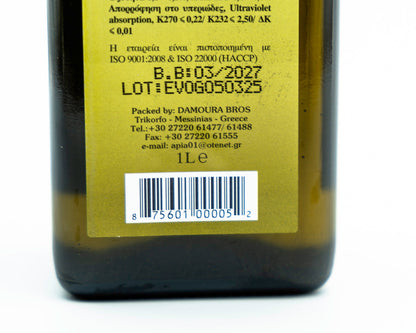 Απορρόφηση στο υπεριώδες, Ultraviolet
absorption, K270 ⩽ 0,22/ K232 ⩽ 2,50/ ΔK
⩽ 0,01
Η εταιρεία είναι πιστοποιημένη με
ISO 9001:2008 & ISO 22000 (HACCP)
B.B:03/2027
LOT:EVOGO50325
Packed by: DAMOURA BROS
Trikorfo - Messinias - Greece
Tel.:+30 27220 61477/ 61488
Fax: +30 27220 61555
e-mail: apia01@otenet.gr
1L℮
8 75601 00005 2